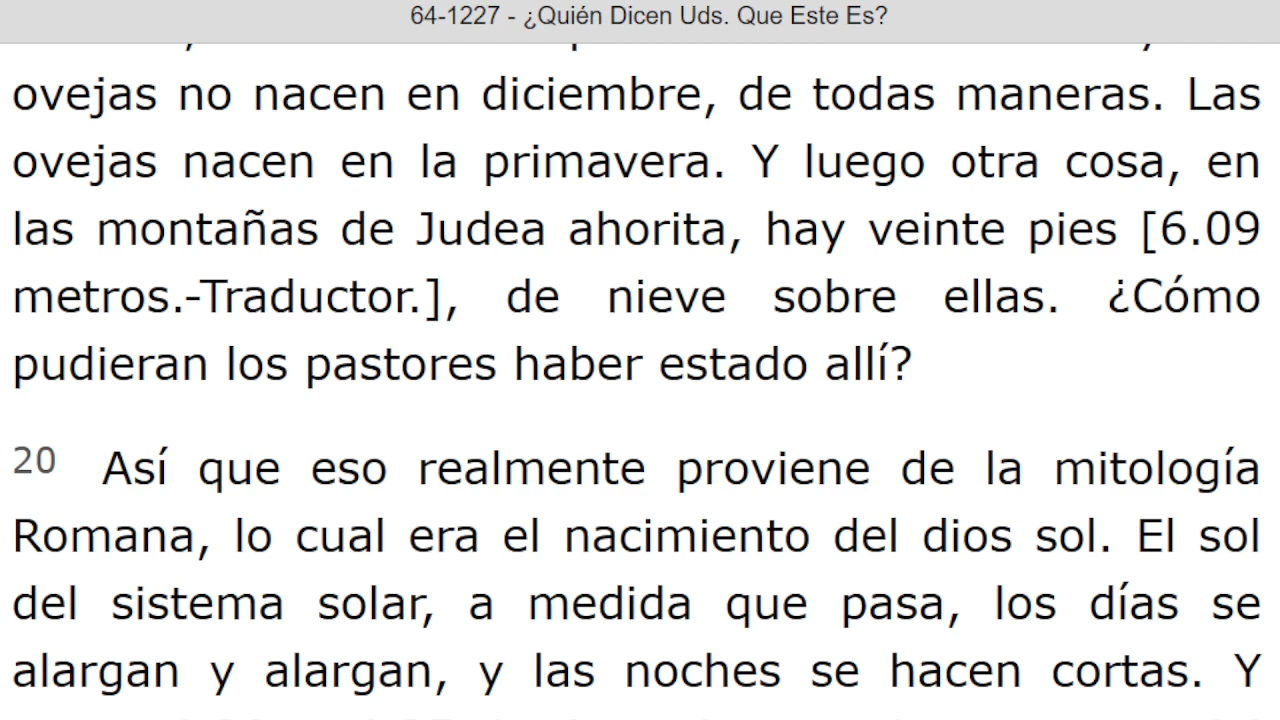 64-1227 - ¿Quién Dicen Uds. Que Este Es?
ovejas no nacen en diciembre, de todas maneras. Las
ovejas nacen en la primavera. Y luego otra cosa, en
las montañas de Judea ahorita, hay veinte pies [6.09
metros.-Traductor.], de nieve sobre ellas. ¿Cómo
pudieran los pastores haber estado allí?
20 Así que eso realmente proviene de la mitología
Romana, lo cual era el nacimiento del dios sol. El sol
del sistema solar, a medida que pasa, los días se
alargan y alargan, y las noches se hacen cortas. Y